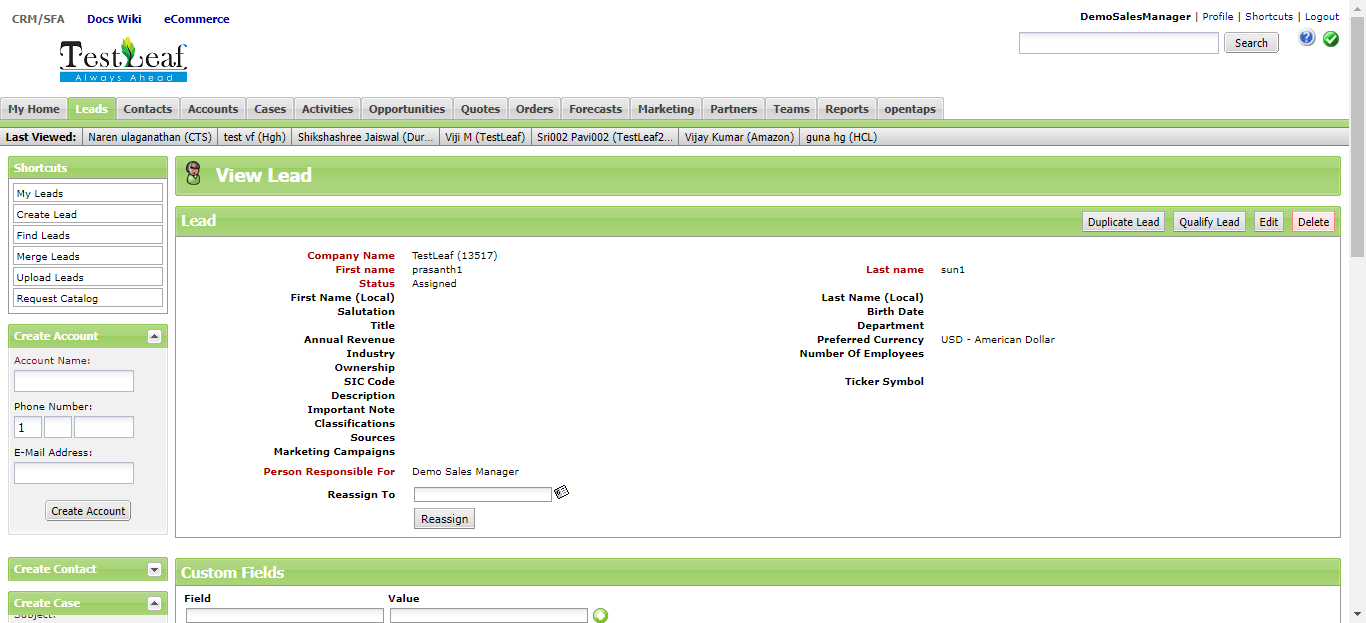 CRM/SFA Docs Wiki eCommerce
DemoSalesManager | Profile | Shortcuts | Logout
TestLeaf
Always Ahead
Search
My Home Leads Contacts Accounts Cases Activities Opportunities Quotes Orders Forecasts Marketing Partners Teams Reports opentaps
Last Viewed: Naren ulaganathan (CTS) test vf (Hgh) Shikshashree Jaiswal (Dur... Viji M (TestLeaf) Sri002 Pavi002 (TestLeaf2... Vijay Kumar (Amazon) guna hg (HCL)
Shortcuts
My Leads
Create Lead
Find Leads
Merge Leads
Upload Leads
Request Catalog
Create Account
Account Name:
Phone Number:
1
E-Mail Address:
Create Account
Create Contact
Create Case
Subject:
View Lead
Lead
Duplicate Lead Qualify Lead Edit Delete
Company Name TestLeaf (13517)
First name prasanth1 Last name sun1
Status Assigned
First Name (Local) Last Name (Local)
Salutation Birth Date
Title Department
Annual Revenue Preferred Currency USD - American Dollar
Industry Number Of Employees
Ownership
SIC Code Ticker Symbol
Description
Important Note
Classifications
Sources
Marketing Campaigns
Person Responsible For Demo Sales Manager
Reassign To
Reassign
Custom Fields
Field Value